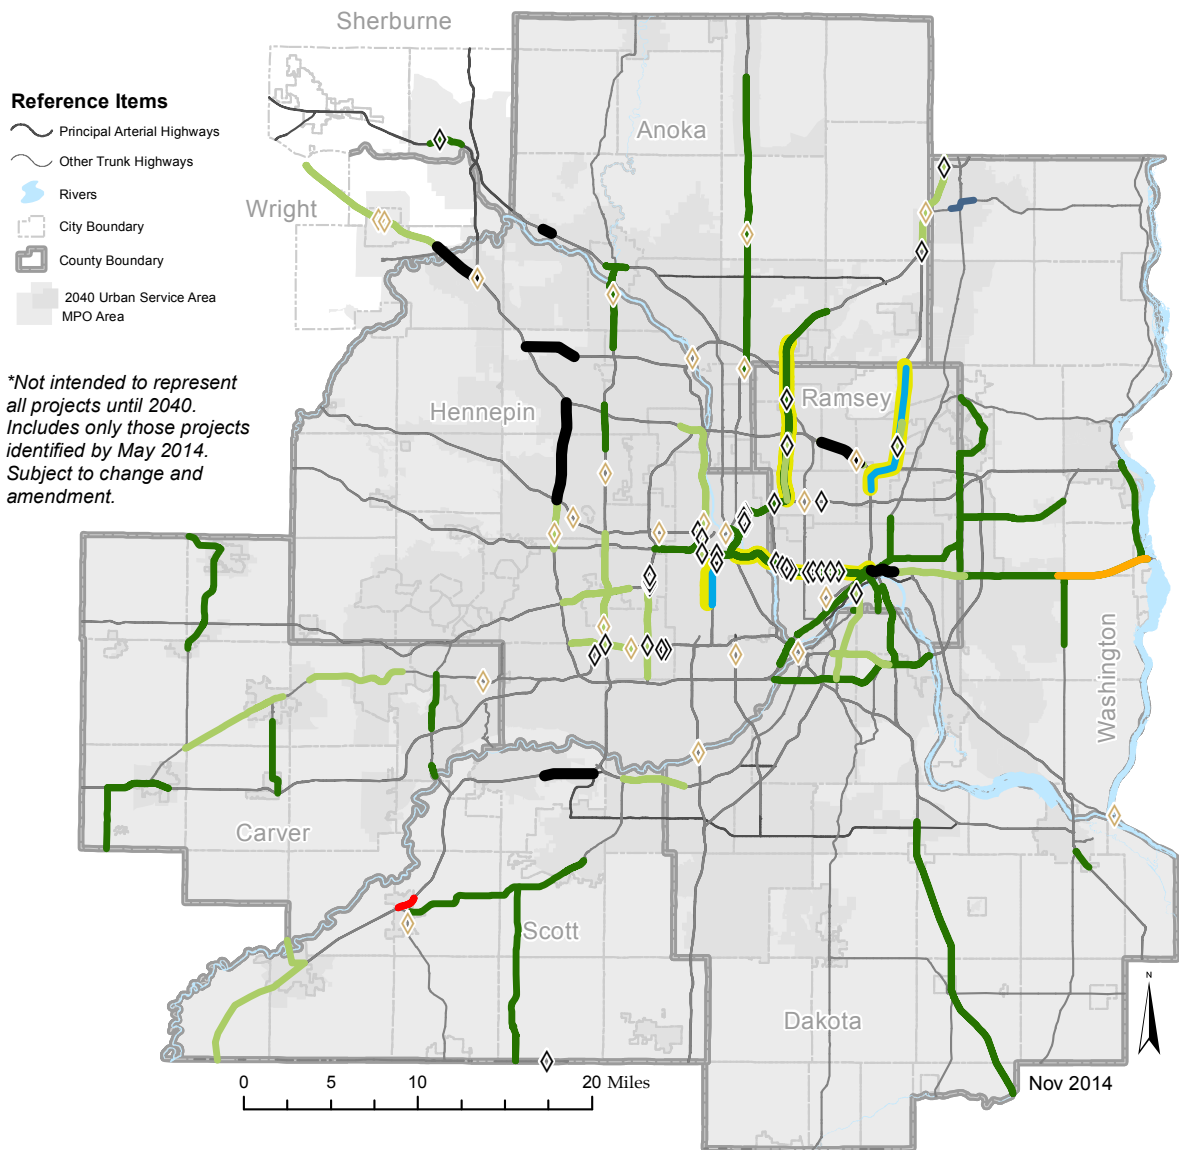 Sherburne
Reference Items
Principal Arterial Highways
Other Trunk Highways
Rivers
City Boundary
County Boundary
2040 Urban Service Area
MPO Area
*Not intended to represent
all projects until 2040.
Includes only those projects
identified by May 2014.
Subject to change and
amendment.
Anoka
Wright
Hennepin
Ramsey
Washington
Carver
Scott
Dakota
N
Nov 2014
0 5 10 20 Miles